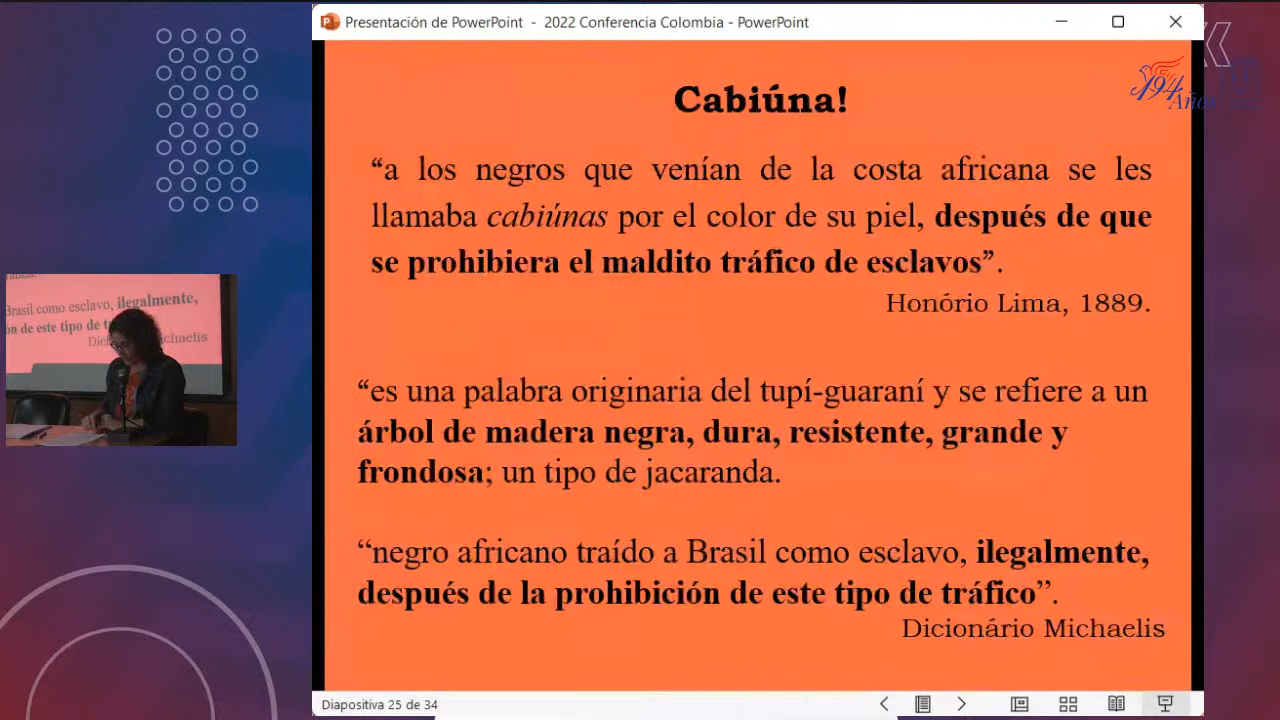 Presentación de PowerPoint - 2022 Conferencia Colombia - PowerPoint
194
Años
Cabiúna!
“a los negros que venían de la costa africana se les
llamaba cabiúnas por el color de su piel, después de que
se prohibiera el maldito tráfico de esclavos”.
Honório Lima, 1889.
“es una palabra originaria del tupí-guaraní y se refiere a un
árbol de madera negra, dura, resistente, grande y
frondosa; un tipo de jacaranda.
“negro africano traído a Brasil como esclavo, ilegalmente,
después de la prohibición de este tipo de tráfico”.
Dicionário Michaelis
Brasil como esclavo, ilegalmente,
ón de este tipo de
Michaelis
Diapositiva 25 de 34